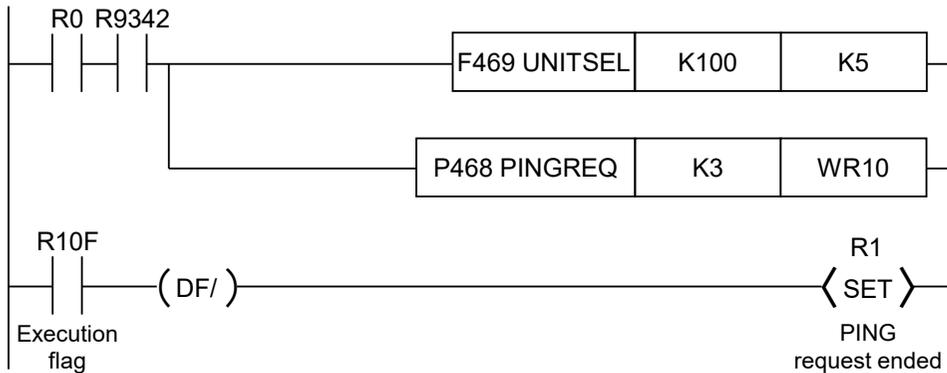 R0 R9342
F469 UNITSEL K100 K5
P468 PINGREQ K3 WR10
R10F
R1
DF/
SET
Execution
flag
PING
request ended